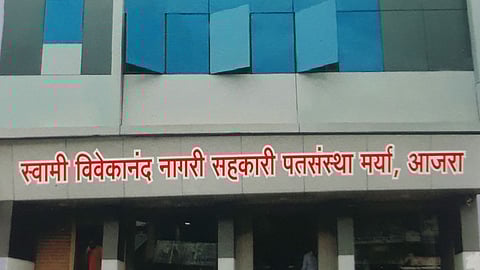 स्वामी विवेकानंद नागरी सहकारी पतसंस्था मर्या, आजरा